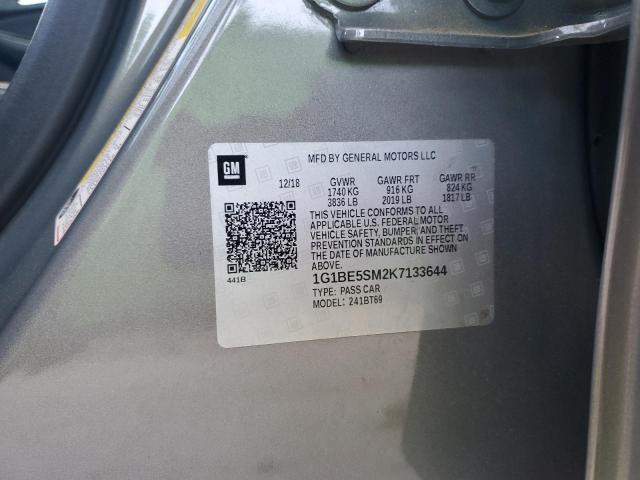 GM
MFD BY GENERAL MOTORS LLC
12/18 GVWR GAWR FRT GAWR RR
1740 KG 916 KG 824 KG
3836 LB 2019 LB 1817 LB
THIS VEHICLE CONFORMS TO ALL
APPLICABLE U.S. FEDERAL MOTOR
VEHICLE SAFETY, BUMPER, AND THEFT
PREVENTION STANDARDS IN EFFECT ON
THE DATE OF MANUFACTURE SHOWN
ABOVE.
441B
1G1BE5SM2K7133644
TYPE: PASS CAR
MODEL: 241BT69